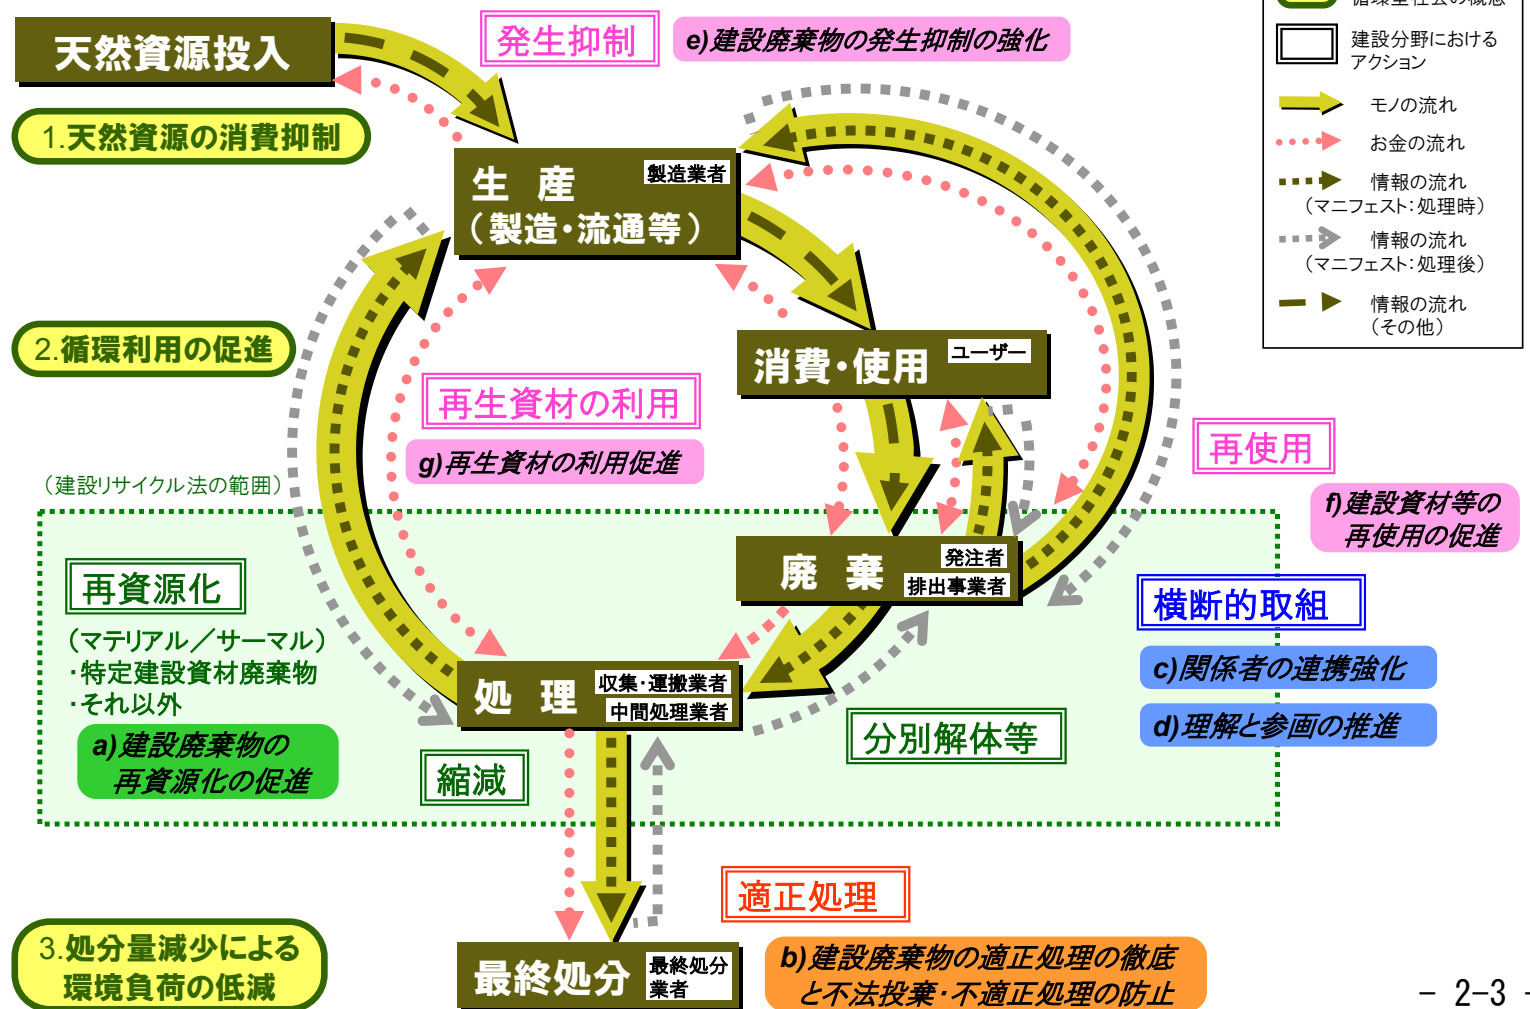 天然資源投入
発生抑制
e)建設廃棄物の発生抑制の強化
循環型社会の概念
建設分野における
アクション
モノの流れ
お金の流れ
情報の流れ
（マニフェスト：処理時）
情報の流れ
（マニフェスト：処理後）
情報の流れ
（その他）
1.天然資源の消費抑制
生　産
製造業者
（製造・流通等）
2.循環利用の促進
消費・使用
ユーザー
再生資材の利用
g)再生資材の利用促進
再使用
f)建設資材等の
再使用の促進
（建設リサイクル法の範囲）
廃　棄
発注者
排出事業者
再資源化
（マテリアル／サーマル）
・特定建設資材廃棄物
・それ以外
a)建設廃棄物の
再資源化の促進
横断的取組
c)関係者の連携強化
d)理解と参画の推進
処　理
収集・運搬業者
中間処理業者
分別解体等
縮減
適正処理
3.処分量減少による
環境負荷の低減
最終処分
最終処分
業者
b)建設廃棄物の適正処理の徹底
と不法投棄・不適正処理の防止
－ 2-3 －